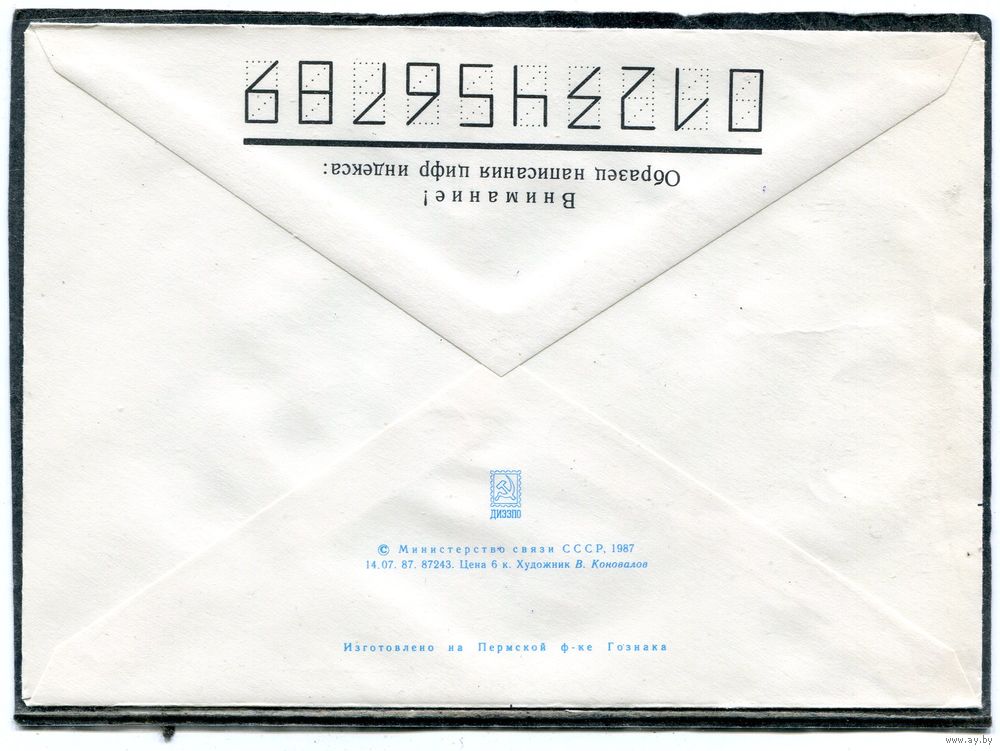 Внимание!
Образец написания цифр индекса:
0123456789
ДИЭЗПО
© Министерство связи СССР, 1987
14.07. 87. 87243. Цена 6 к. Художник В. Коновалов
Изготовлено на Пермской ф-ке Гознака
www.ay.by